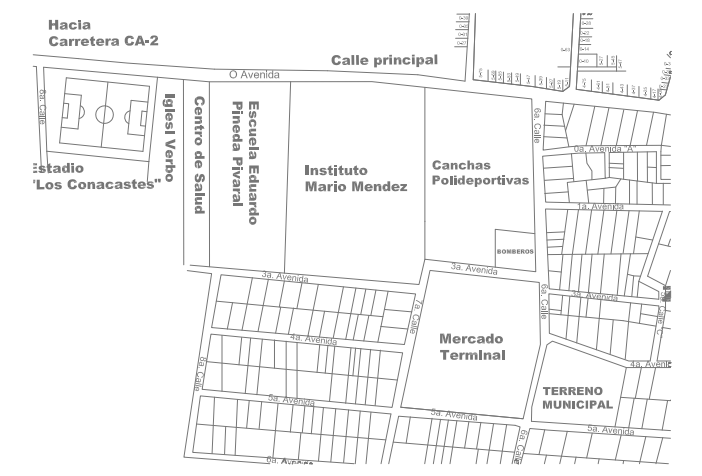 Hacia
Carretera CA-2
Calle principal
O Avenida
6a. Calle
6a. Calle
Iglesi Verbo
Centro de Salud
Escuela Eduardo
Pineda Pivaral
Estadio
"Los Conacastes"
Instituto
Mario Mendez
Canchas
Polideportivas
0a. Avenida "A"
1a. Avenida
BOMBEROS
3a. Avenida
3a. Avenida
3a. Avenida
7a. Calle
6a. Calle
Calle "C"
4a. Avenida
Mercado
Terminal
4a. Avenida
8a. Calle
TERRENO
MUNICIPAL
5a. Avenida
5a. Avenida
5a. Avenida
6a. Calle
6a. Avenida